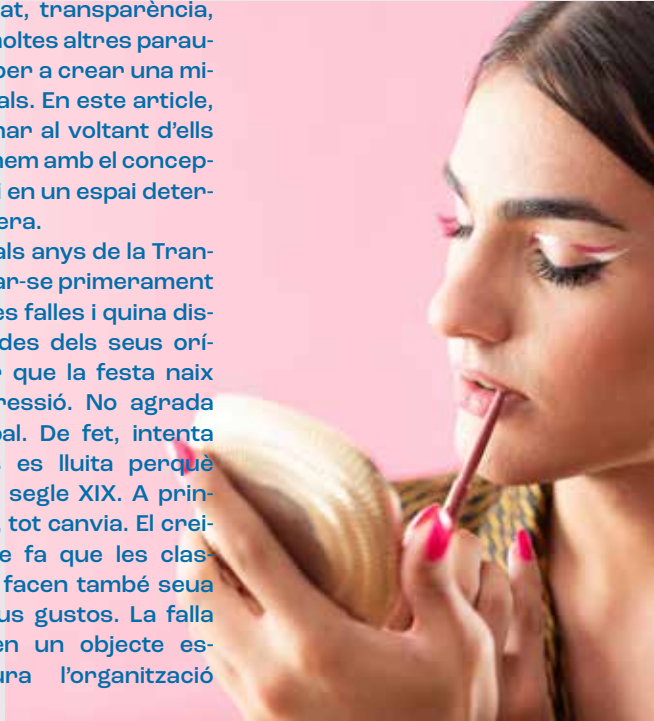 at, transparència,
oltes altres parau-
per a crear una mi-
als. En este article,
nar al voltant d’ells
nem amb el concep-
i en un espai deter-
era.
als anys de la Tran-
ar-se primerament
es falles i quina dis-
des dels seus orí-
que la festa naix
ressió. No agrada
oal. De fet, intenta
es lluita perquè
segle XIX. A prin-
tot canvia. El crei-
e fa que les clas-
facen també seua
us gustos. La falla
en un objecte es-
ura l’organització